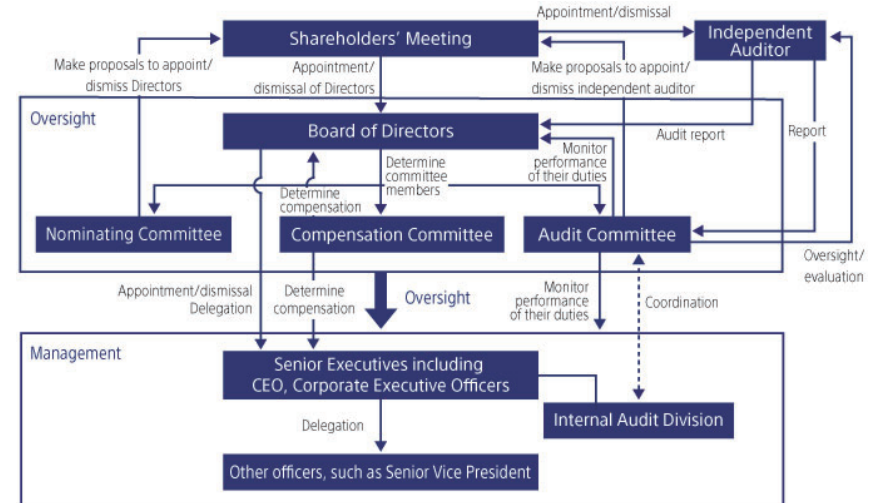 Appointment/dismissal
Shareholders' Meeting
Independent
Auditor
Make proposals to appoint/
dismiss Directors
Appointment/
dismissal of Directors
Make proposals to appoint/
dismiss independent auditor
Oversight
Board of Directors
Audit report
Report
Determine
committee
members
Monitor
performance
of their duties
Determine
compensation
Nominating Committee
Compensation Committee
Audit Committee
Oversight/
evaluation
Appointment/dismissal
Delegation
Determine
compensation
Oversight
Monitor
performance
of their duties
Coordination
Management
Senior Executives including
CEO, Corporate Executive Officers
Internal Audit Division
Delegation
Other officers, such as Senior Vice President